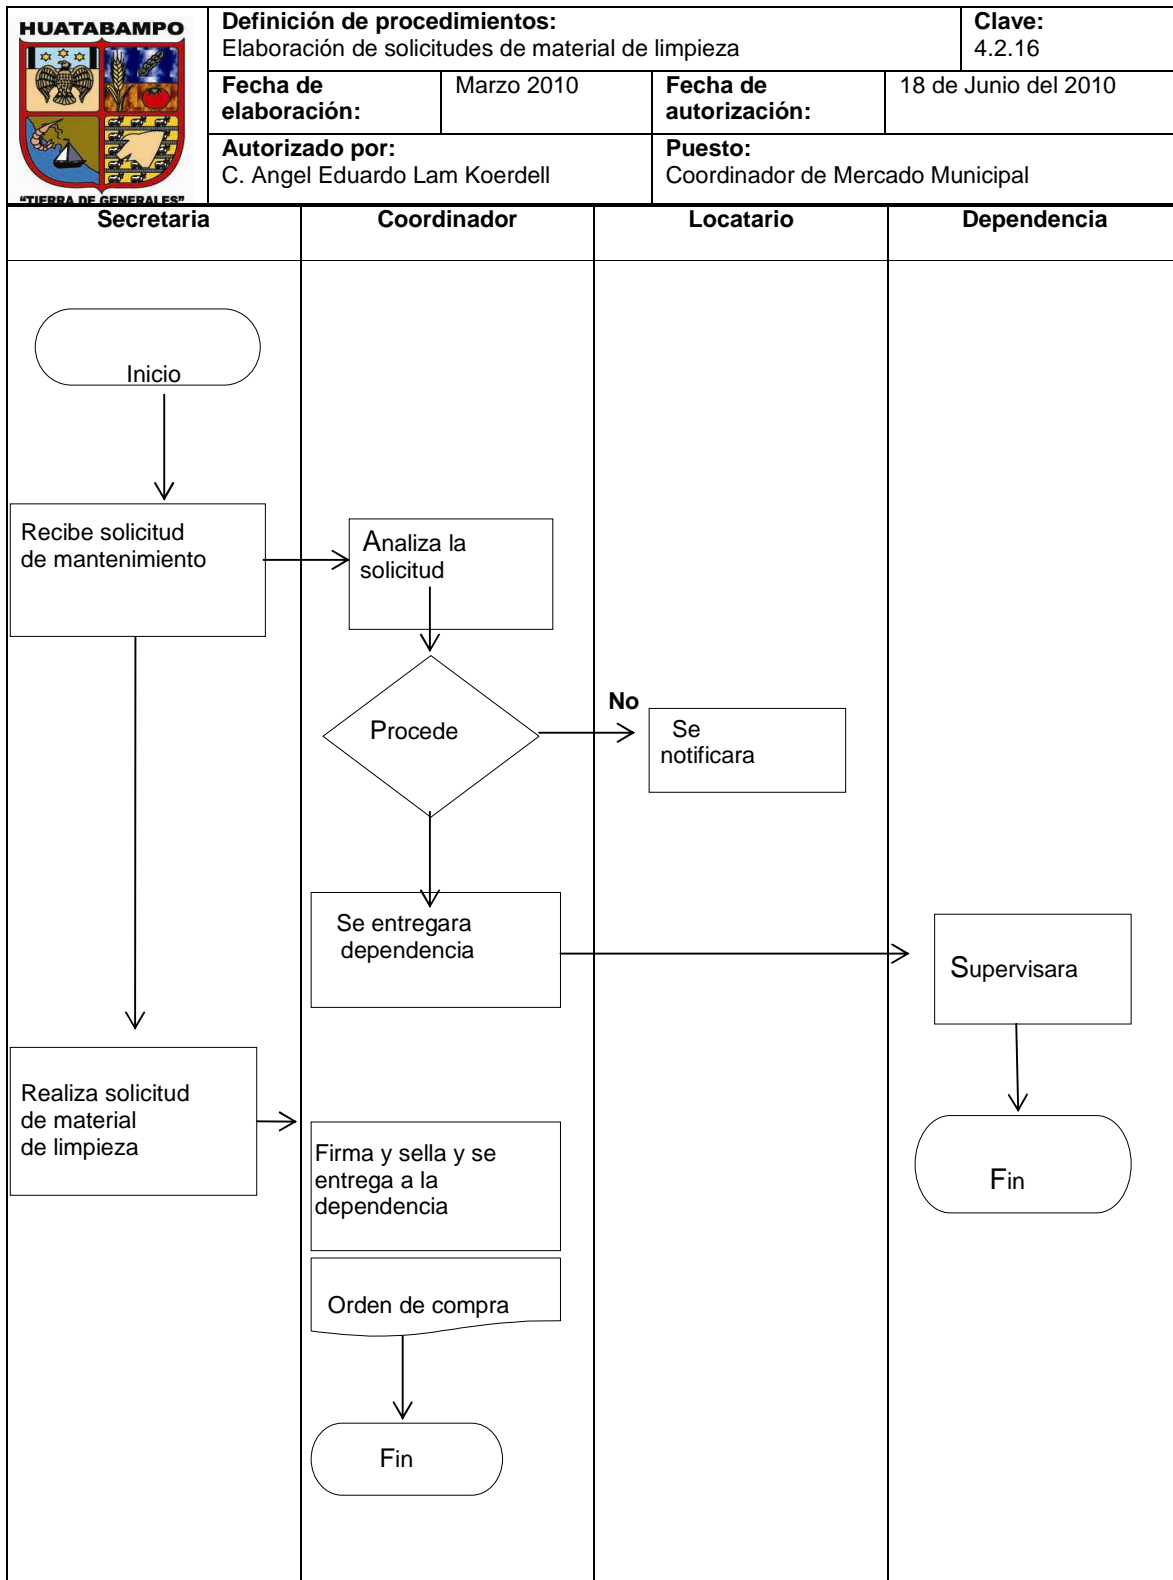 HUATABAMPO
"TIERRA DE GENERALES"
Definición de procedimientos:
Elaboración de solicitudes de material de limpieza
Clave:
4.2.16
Fecha de
elaboración:
Marzo 2010
Fecha de
autorización:
18 de Junio del 2010
Autorizado por:
C. Angel Eduardo Lam Koerdell
Puesto:
Coordinador de Mercado Municipal
Secretaria
Coordinador
Locatario
Dependencia
Inicio
Recibe solicitud
de mantenimiento
Analiza la
solicitud
Procede
No
Se
notificara
Se entregara
dependencia
Supervisara
Realiza solicitud
de material
de limpieza
Firma y sella y se
entrega a la
dependencia
Fin
Orden de compra
Fin